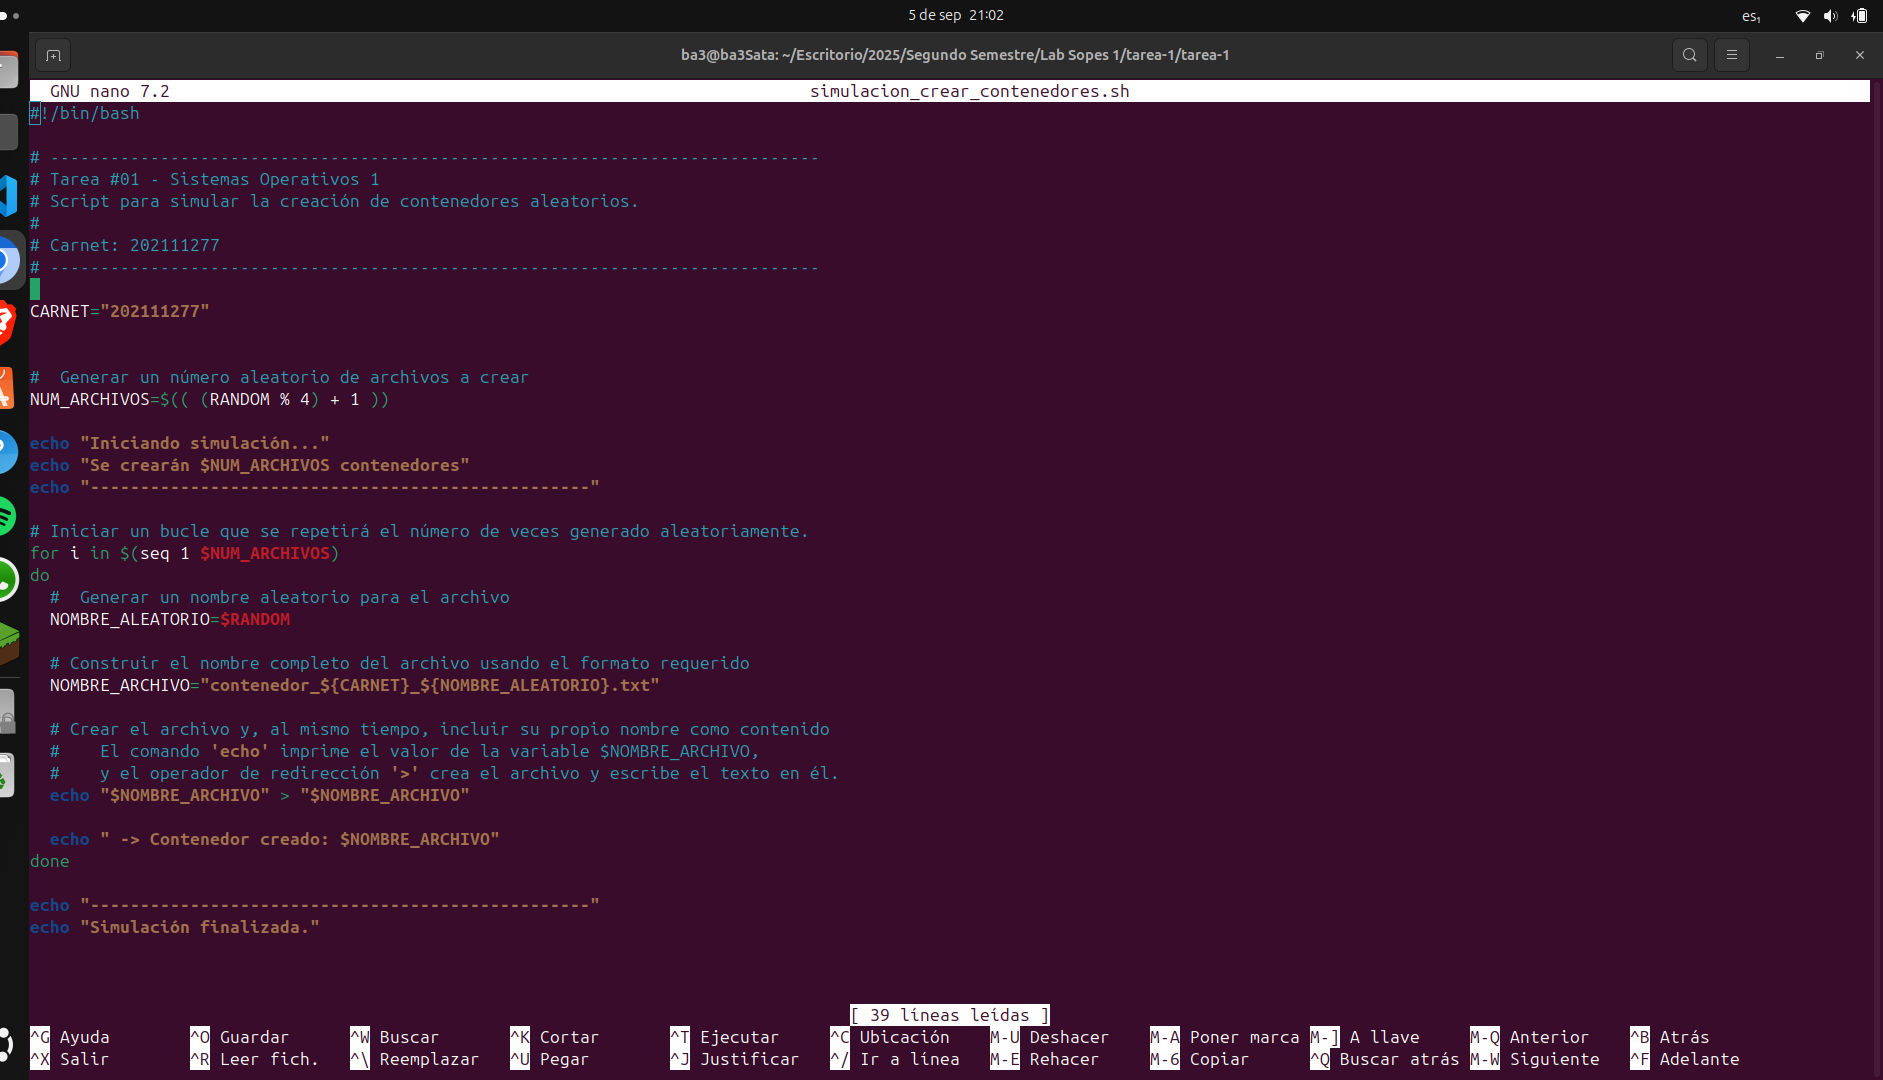 5 de sep 21:02
es₁
ba3@ba3Sata: ~/Escritorio/2025/Segundo Semestre/Lab Sopes 1/tarea-1/tarea-1
GNU nano 7.2 simulacion_crear_contenedores.sh
#!/bin/bash
# -----------------------------------------------------------------------------
# Tarea #01 - Sistemas Operativos 1
# Script para simular la creación de contenedores aleatorios.
#
# Carnet: 202111277
# -----------------------------------------------------------------------------
CARNET="202111277"
#  Generar un número aleatorio de archivos a crear
NUM_ARCHIVOS=$(( (RANDOM % 4) + 1 ))
echo "Iniciando simulación..."
echo "Se crearán $NUM_ARCHIVOS contenedores"
echo "--------------------------------------------------"
# Iniciar un bucle que se repetirá el número de veces generado aleatoriamente.
for i in $(seq 1 $NUM_ARCHIVOS)
do
  #  Generar un nombre aleatorio para el archivo
  NOMBRE_ALEATORIO=$RANDOM
  # Construir el nombre completo del archivo usando el formato requerido
  NOMBRE_ARCHIVO="contenedor_${CARNET}_${NOMBRE_ALEATORIO}.txt"
  # Crear el archivo y, al mismo tiempo, incluir su propio nombre como contenido
  #    El comando 'echo' imprime el valor de la variable $NOMBRE_ARCHIVO,
  #    y el operador de redirección '>' crea el archivo y escribe el texto en él.
  echo "$NOMBRE_ARCHIVO" > "$NOMBRE_ARCHIVO"
  echo " -> Contenedor creado: $NOMBRE_ARCHIVO"
done
echo "--------------------------------------------------"
echo "Simulación finalizada."
[ 39 líneas leídas ]
^G Ayuda ^O Guardar ^W Buscar ^K Cortar ^T Ejecutar ^C Ubicación M-U Deshacer M-A Poner marca M-] A llave M-Q Anterior ^B Atrás
^X Salir ^R Leer fich. ^\ Reemplazar ^U Pegar ^J Justificar ^/ Ir a línea M-E Rehacer M-6 Copiar ^Q Buscar atrás M-W Siguiente ^F Adelante